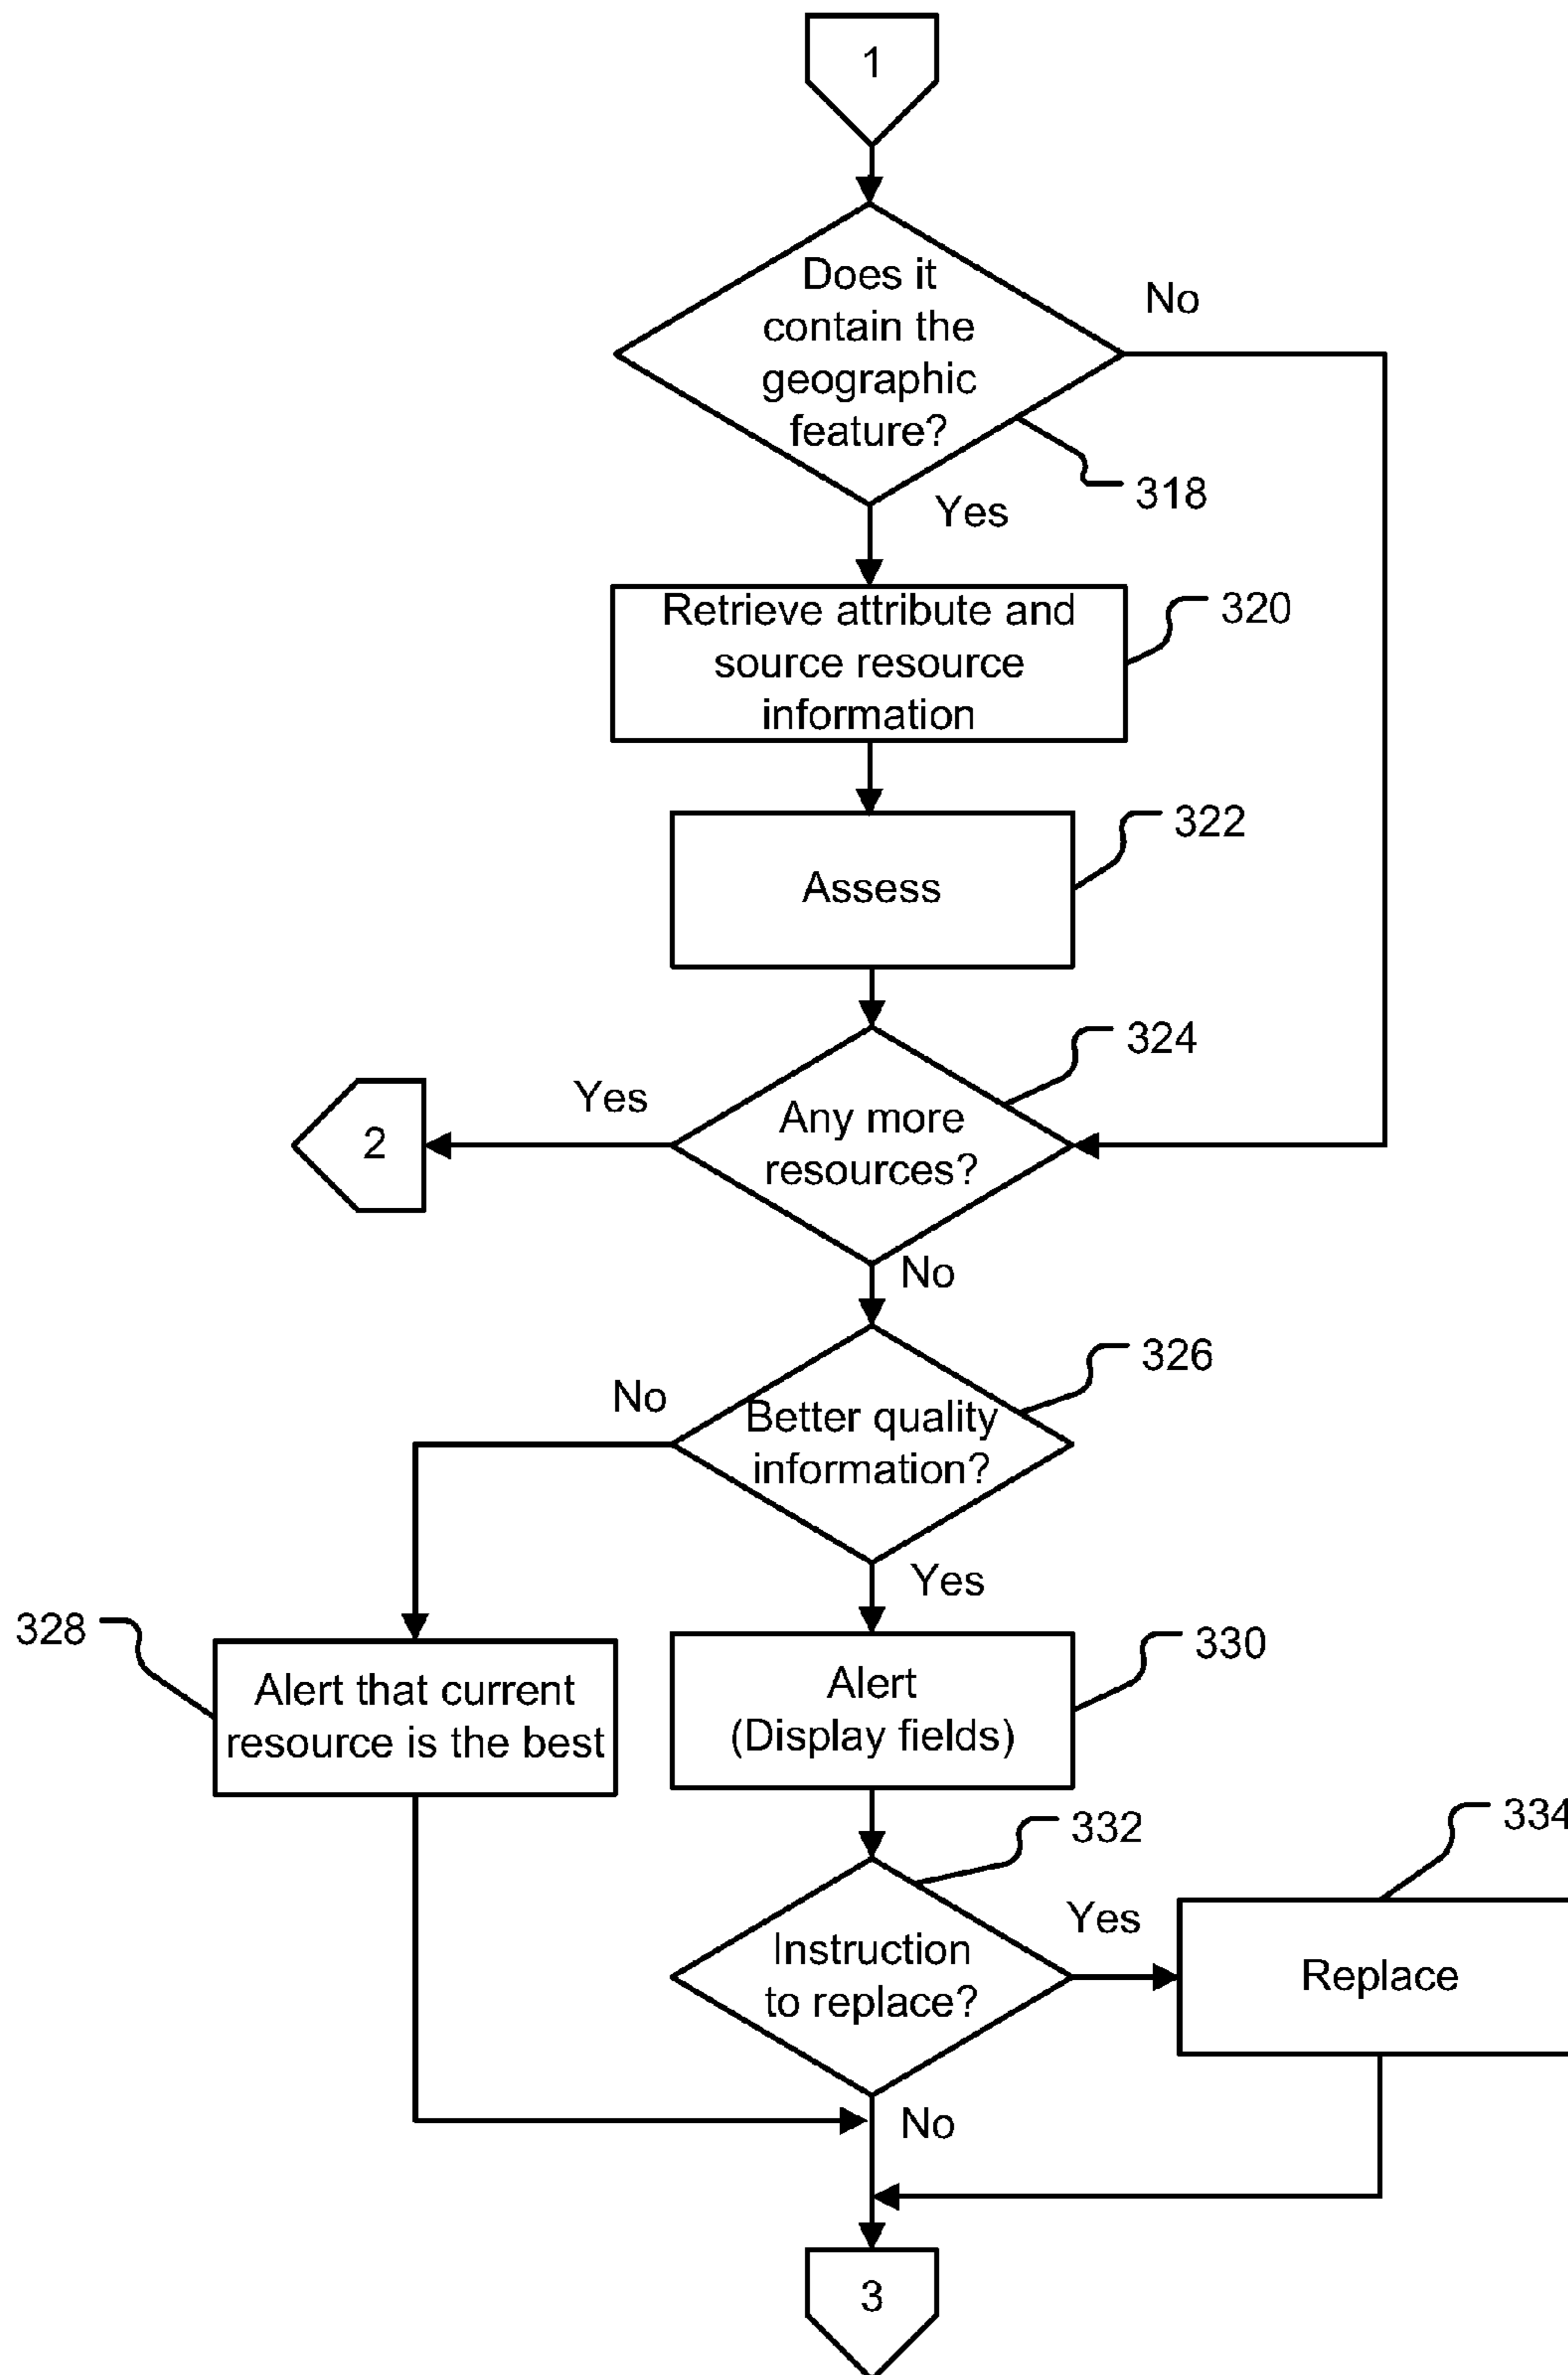 1
Does it
contain the
geographic
feature?
No
318
Yes
Retrieve attribute and
source resource
information
320
Assess
322
324
Yes
Any more
resources?
2
No
326
No
Better quality
information?
Yes
328
Alert that current
resource is the best
330
Alert
(Display fields)
332
334
Instruction
to replace?
Yes
Replace
No
3